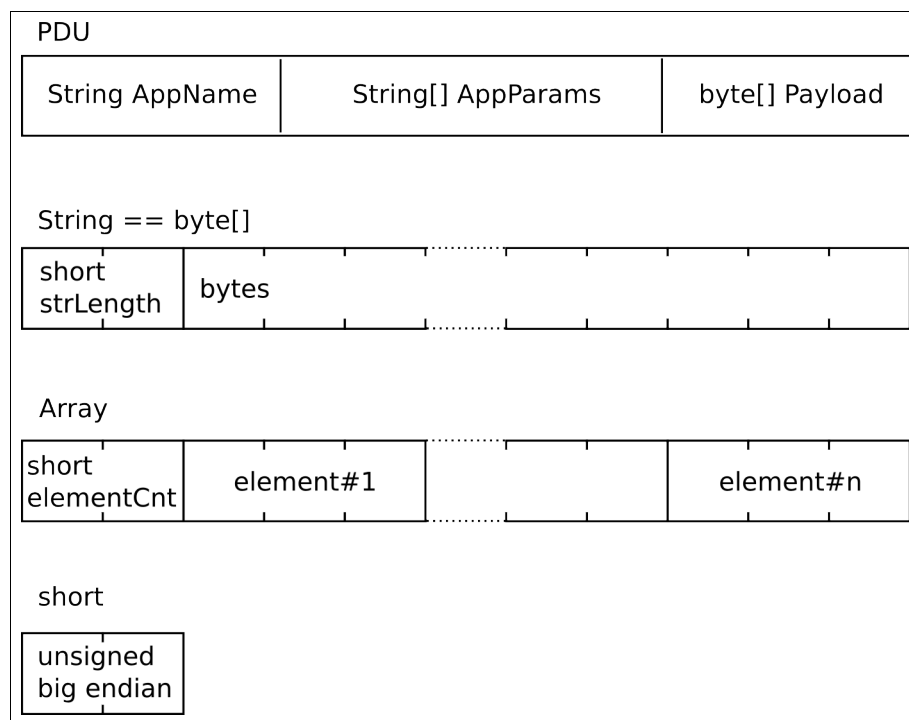 PDU
String AppName
String[] AppParams
byte[] Payload
String == byte[]
short
strLength
bytes
Array
short
elementCnt
element#1
element#n
short
unsigned
big endian